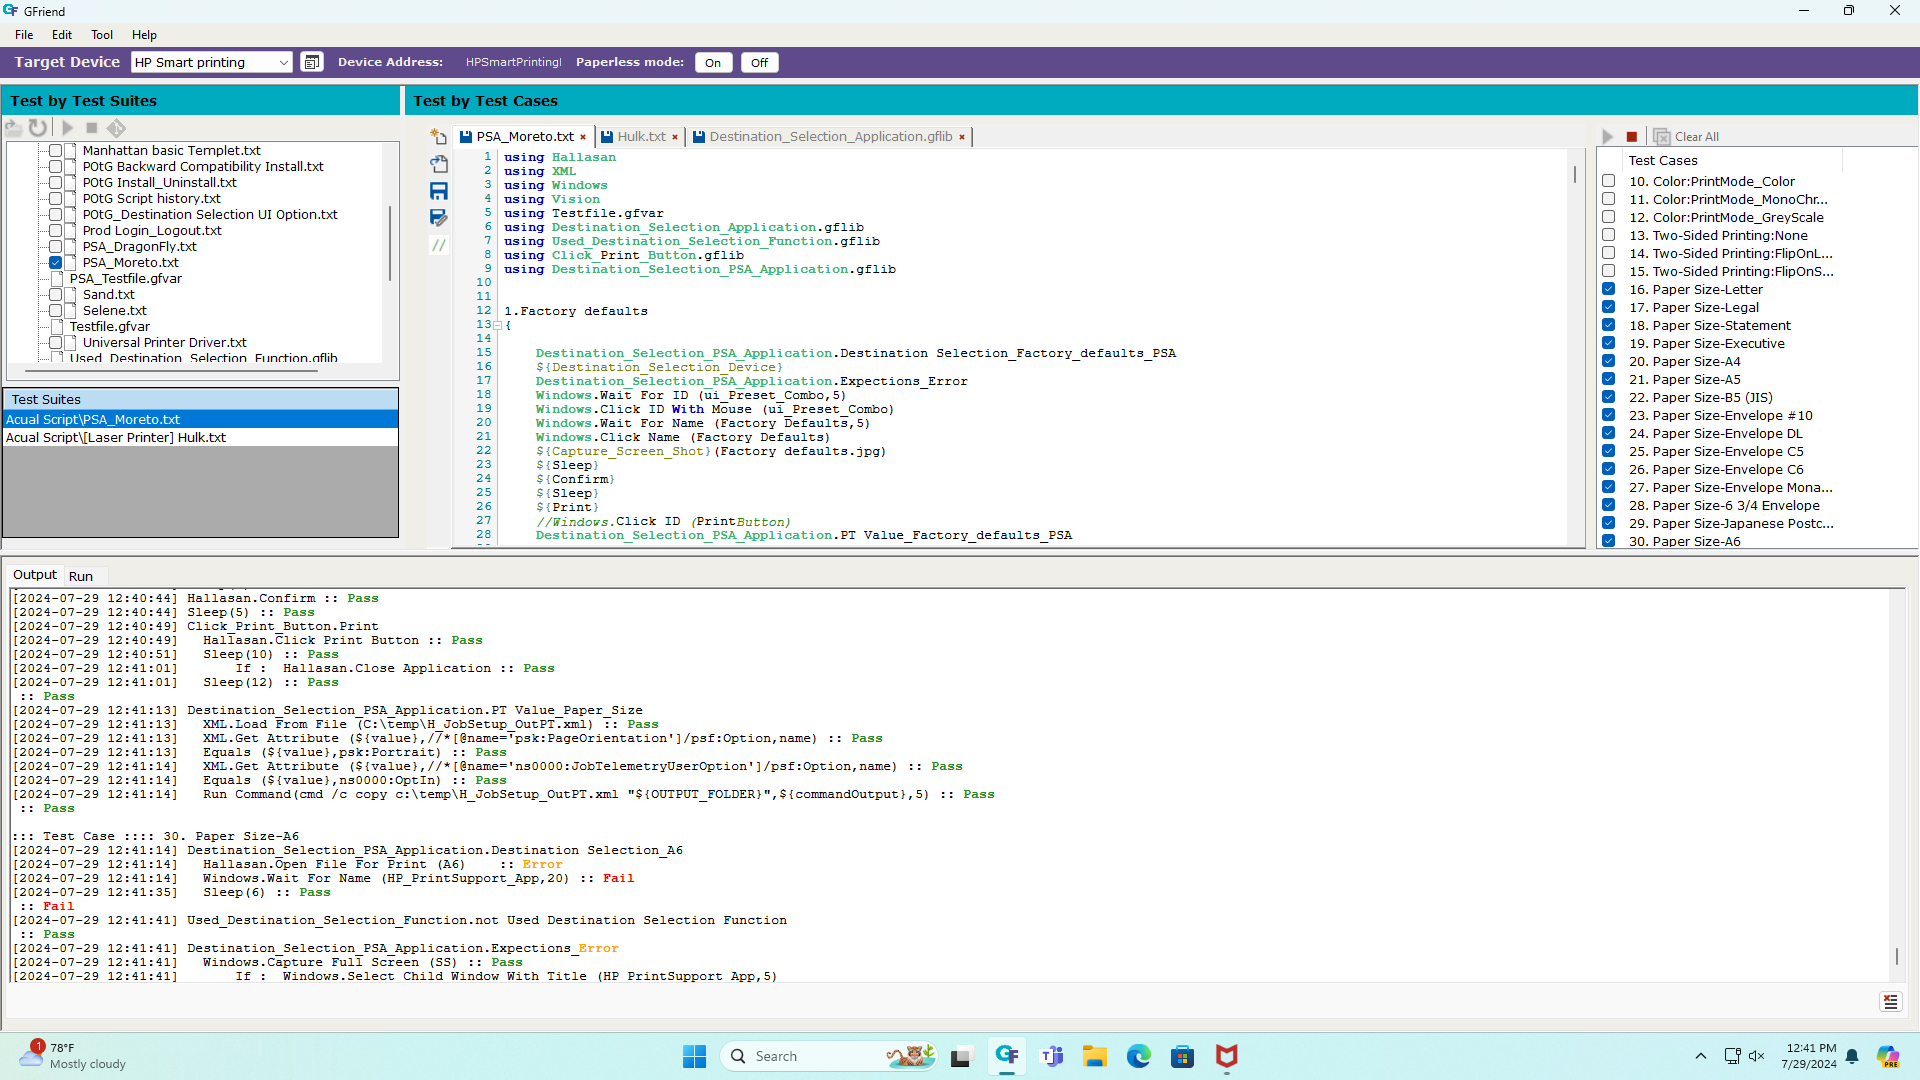 GFriend
File Edit Tool Help
Target Device HP Smart printing Device Address: HPSmartPrintingI Paperless mode: On Off
Test by Test Suites
Manhattan basic Templet.txt
P0tG Backward Compatibility Install.txt
P0tG Install_Uninstall.txt
P0tG Script history.txt
P0tG_Destination Selection UI Option.txt
Prod Login_Logout.txt
PSA_DragonFly.txt
PSA_Moreto.txt
PSA_Testfile.gfvar
Sand.txt
Selene.txt
Testfile.gfvar
Universal Printer Driver.txt
Used_Destination_Selection_Function.gflib
Test Suites
Acual Script\PSA_Moreto.txt
Acual Script\[Laser Printer] Hulk.txt
Test by Test Cases
PSA_Moreto.txt × Hulk.txt × Destination_Selection_Application.gflib ×
1 using Hallasan
2 using XML
3 using Windows
4 using Vision
5 using Testfile.gfvar
6 using Destination_Selection_Application.gflib
7 using Used_Destination_Selection_Function.gflib
8 using Click_Print_Button.gflib
9 using Destination_Selection_PSA_Application.gflib
10
11
12 1.Factory defaults
13 {
14
15 Destination_Selection_PSA_Application.Destination Selection_Factory_defaults_PSA
16 ${Destination_Selection_Device}
17 Destination_Selection_PSA_Application.Expections_Error
18 Windows.Wait For ID (ui_Preset_Combo,5)
19 Windows.Click ID With Mouse (ui_Preset_Combo)
20 Windows.Wait For Name (Factory Defaults,5)
21 Windows.Click Name (Factory Defaults)
22 ${Capture_Screen_Shot}(Factory defaults.jpg)
23 ${Sleep}
24 ${Confirm}
25 ${Sleep}
26 ${Print}
27 //Windows.Click ID (PrintButton)
28 Destination_Selection_PSA_Application.PT Value_Factory_defaults_PSA
Clear All
Test Cases
10. Color:PrintMode_Color
11. Color:PrintMode_MonoChr...
12. Color:PrintMode_GreyScale
13. Two-Sided Printing:None
14. Two-Sided Printing:FlipOnL...
15. Two-Sided Printing:FlipOnS...
16. Paper Size-Letter
17. Paper Size-Legal
18. Paper Size-Statement
19. Paper Size-Executive
20. Paper Size-A4
21. Paper Size-A5
22. Paper Size-B5 (JIS)
23. Paper Size-Envelope #10
24. Paper Size-Envelope DL
25. Paper Size-Envelope C5
26. Paper Size-Envelope C6
27. Paper Size-Envelope Mona...
28. Paper Size-6 3/4 Envelope
29. Paper Size-Japanese Postc...
30. Paper Size-A6
Output Run
[2024-07-29 12:40:44] Hallasan.Confirm :: Pass
[2024-07-29 12:40:44] Sleep(5) :: Pass
[2024-07-29 12:40:49] Click_Print_Button.Print
[2024-07-29 12:40:49] Hallasan.Click Print Button :: Pass
[2024-07-29 12:40:51] Sleep(10) :: Pass
[2024-07-29 12:41:01] If : Hallasan.Close Application :: Pass
[2024-07-29 12:41:01] Sleep(12) :: Pass
:: Pass
[2024-07-29 12:41:13] Destination_Selection_PSA_Application.PT Value_Paper_Size
[2024-07-29 12:41:13] XML.Load From File (C:\temp\H_JobSetup_OutPT.xml) :: Pass
[2024-07-29 12:41:13] XML.Get Attribute (${value},//*[@name='psk:PageOrientation']/psf:Option,name) :: Pass
[2024-07-29 12:41:13] Equals (${value},psk:Portrait) :: Pass
[2024-07-29 12:41:14] XML.Get Attribute (${value},//*[@name='ns0000:JobTelemetryUserOption']/psf:Option,name) :: Pass
[2024-07-29 12:41:14] Equals (${value},ns0000:OptIn) :: Pass
[2024-07-29 12:41:14] Run Command(cmd /c copy c:\temp\H_JobSetup_OutPT.xml "${OUTPUT_FOLDER}",${commandOutput},5) :: Pass
:: Pass
::: Test Case :::: 30. Paper Size-A6
[2024-07-29 12:41:14] Destination_Selection_PSA_Application.Destination Selection_A6
[2024-07-29 12:41:14] Hallasan.Open File For Print (A6) :: Error
[2024-07-29 12:41:14] Windows.Wait For Name (HP_PrintSupport_App,20) :: Fail
[2024-07-29 12:41:35] Sleep(6) :: Pass
:: Fail
[2024-07-29 12:41:41] Used_Destination_Selection_Function.not Used Destination Selection Function
:: Pass
[2024-07-29 12:41:41] Destination_Selection_PSA_Application.Expections_Error
[2024-07-29 12:41:41] Windows.Capture Full Screen (SS) :: Pass
[2024-07-29 12:41:41] If : Windows.Select Child Window With Title (HP PrintSupport App,5)
1
78°F
Mostly cloudy
Search
12:41 PM
7/29/2024
PRE